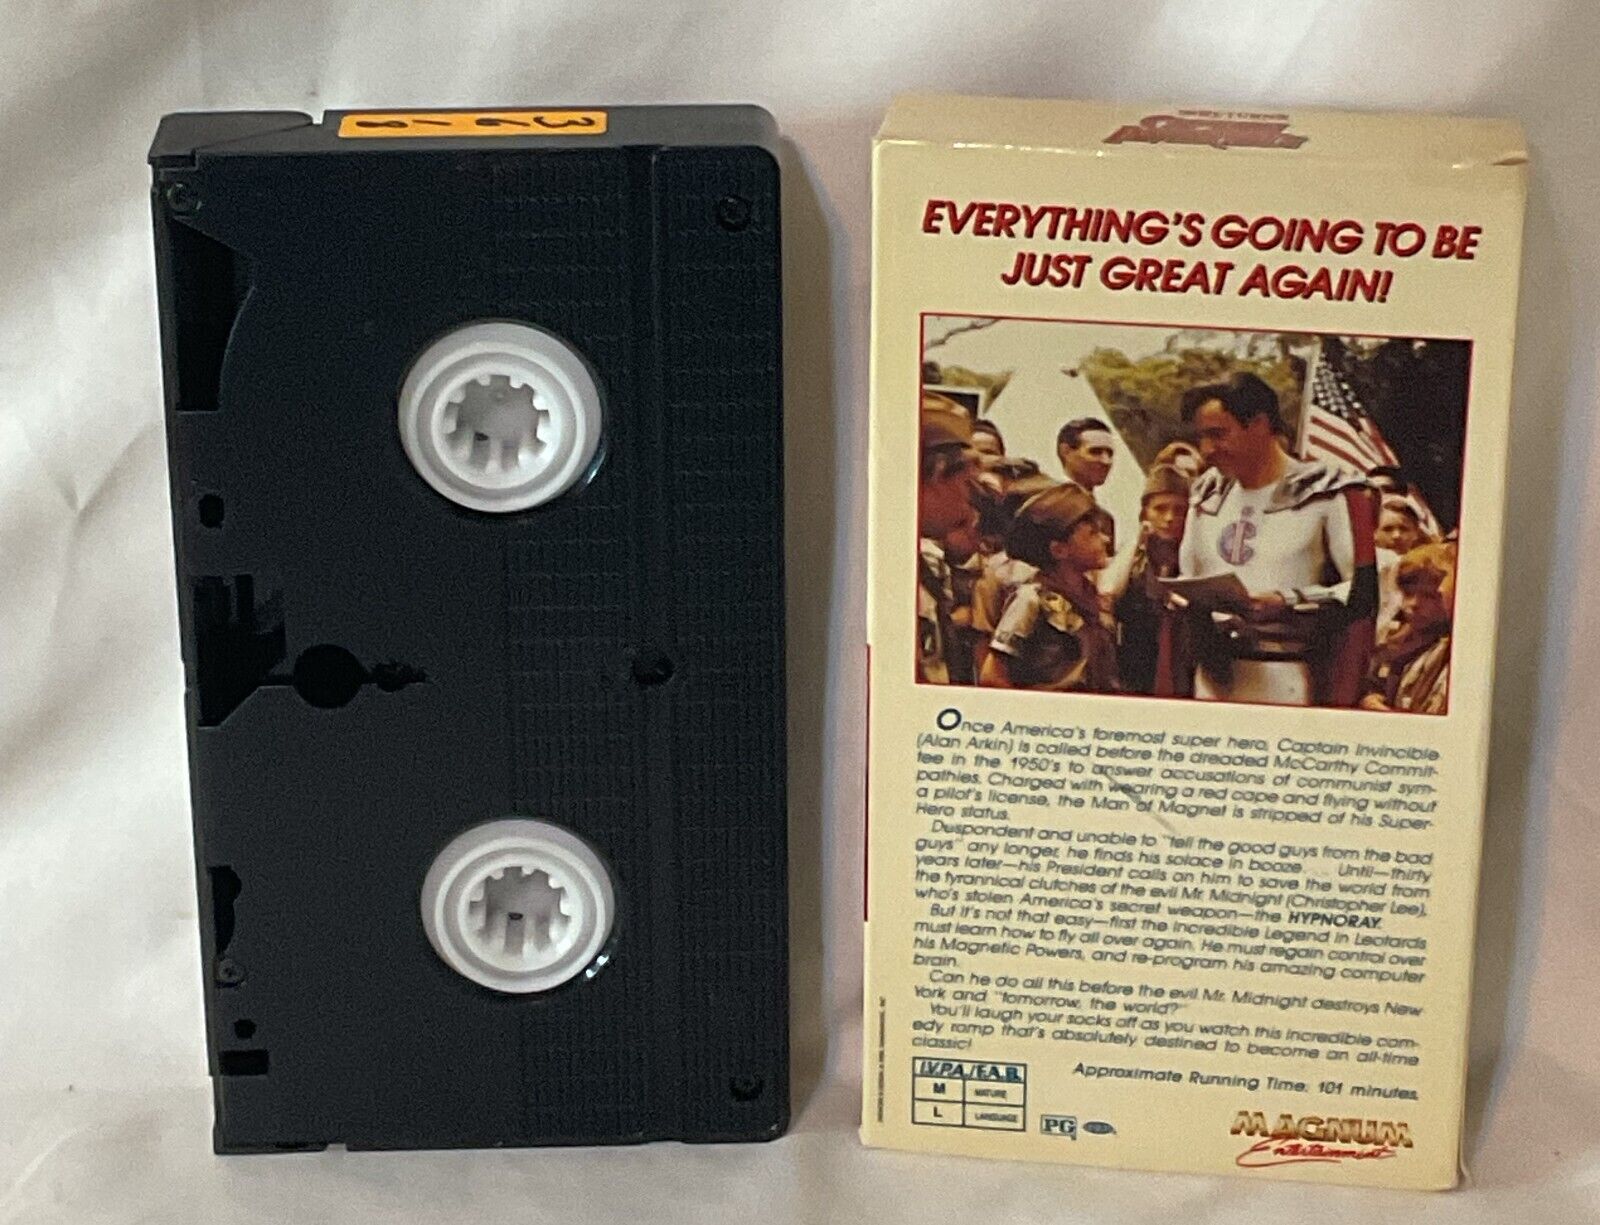 3618
EVERYTHING'S GOING TO BE
JUST GREAT AGAIN!
Once America's foremost super hero, Captain Invincible
(Alan Arkin) is called before the dreaded McCarthy Commit-
tee in the 1950's to answer accusations of communist sym-
pathies. Charged with wearing a red cape and flying without
a pilot's license, the Man of Magnet is stripped of his Super-
Hero status.
Duspondent and unable to "tell the good guys from the bad
guys" any longer, he finds his solace in booze.... Until—thirty
years later—his President calls on him to save the world from
the tyrannical clutches of the evil Mr. Midnight (Christopher Lee),
who's stolen America's secret weapon—the HYPNORAY.
But it's not that easy—first the Incredible Legend in Leotards
must learn how to fly all over again. He must regain control over
his Magnetic Powers, and re-program his amazing computer
brain.
Can he do all this before the evil Mr. Midnight destroys New
York and "tomorrow, the world?"
You'll laugh your socks off as you watch this incredible com-
edy romp that's absolutely destined to become an all-time
classic!
Approximate Running Time: 101 minutes.
I.V.P.A./F.A.B.
M MATURE
L LANGUAGE
PG
MAGNUM
Entertainment